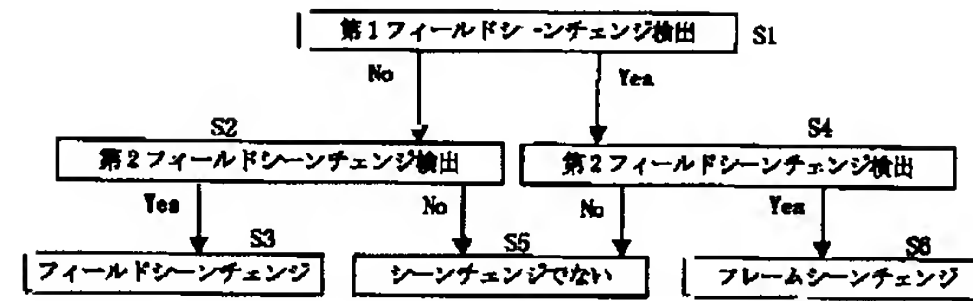 第1フィールドシーンチェンジ検出 S1
No Yes
S2 S4
第2フィールドシーンチェンジ検出 第2フィールドシーンチェンジ検出
Yes No No Yes
S3 S5 S6
フィールドシーンチェンジ シーンチェンジでない フレームシーンチェンジ